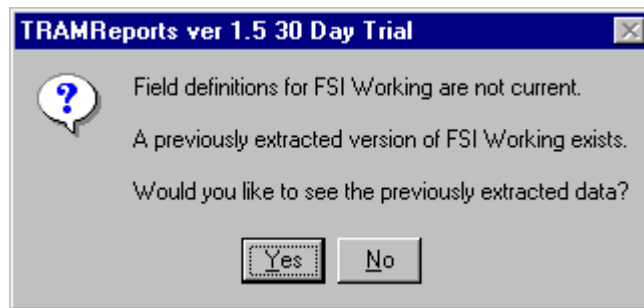 TRAMReports ver 1.5 30 Day Trial
Field definitions for FSI Working are not current.
A previously extracted version of FSI Working exists.
Would you like to see the previously extracted data?
Yes No